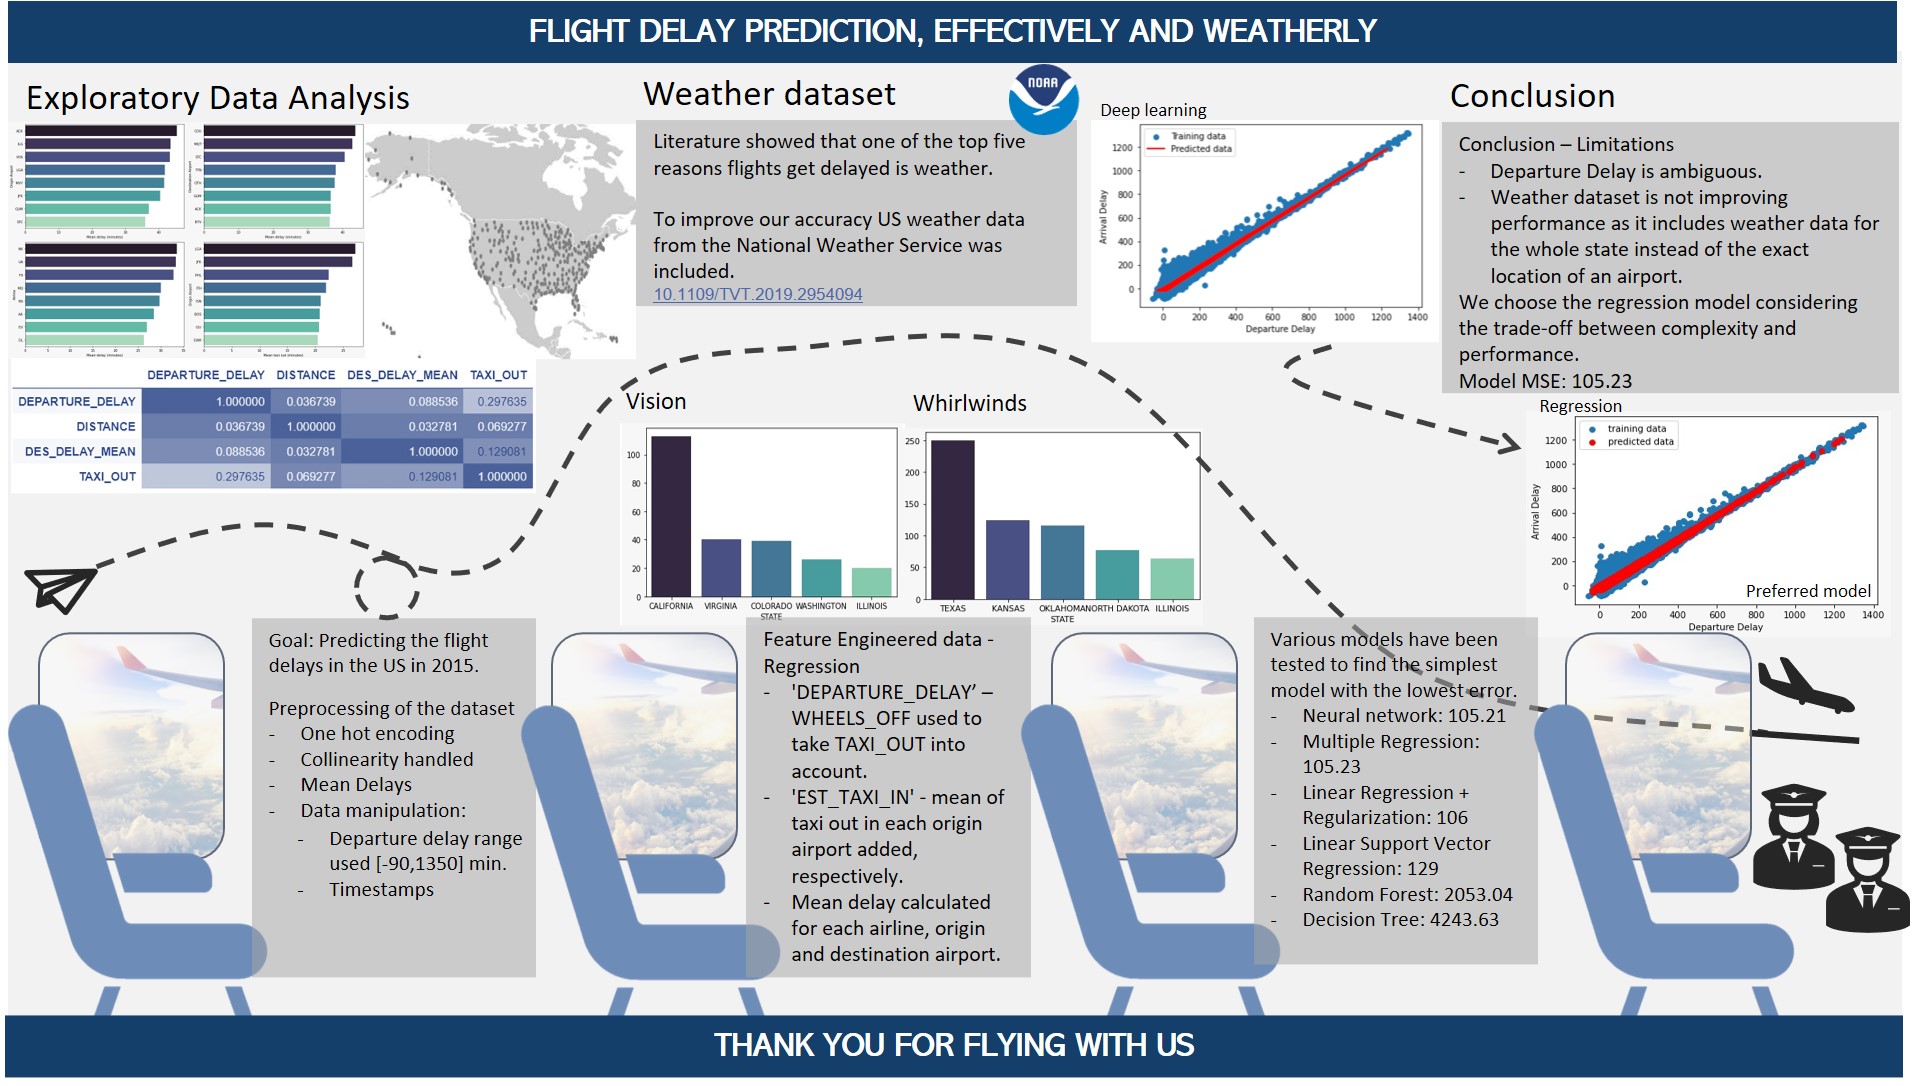 FLIGHT DELAY PREDICTION, EFFECTIVELY AND WEATHERLY
Exploratory Data Analysis
DEPARTURE_DELAY DISTANCE DES_DELAY_MEAN TAXI_OUT
DEPARTURE_DELAY 1.000000 0.036739 0.088536 0.297635
DISTANCE 0.036739 1.000000 0.032781 0.069277
DES_DELAY_MEAN 0.088536 0.032781 1.000000 0.129081
TAXI_OUT 0.297635 0.069277 0.129081 1.000000
Weather dataset
NOAA
Literature showed that one of the top five
reasons flights get delayed is weather.
To improve our accuracy US weather data
from the National Weather Service was
included.
10.1109/TVT.2019.2954094
Vision
100
80
60
40
20
0
CALIFORNIA VIRGINIA COLORADO WASHINGTON ILLINOIS
STATE
Whirlwinds
250
200
150
100
50
0
TEXAS KANSAS OKLAHOMA NORTH DAKOTA ILLINOIS
STATE
Deep learning
Training data
Predicted data
1200
1000
800
600
400
200
0
Arrival Delay
0 200 400 600 800 1000 1200 1400
Departure Delay
Conclusion
Conclusion – Limitations
- Departure Delay is ambiguous.
- Weather dataset is not improving
performance as it includes weather data for
the whole state instead of the exact
location of an airport.
We choose the regression model considering
the trade-off between complexity and
performance.
Model MSE: 105.23
Regression
training data
predicted data
1200
1000
800
600
400
200
0
Arrival Delay
Preferred model
0 200 400 600 800 1000 1200 1400
Departure Delay
Goal: Predicting the flight
delays in the US in 2015.
Preprocessing of the dataset
- One hot encoding
- Collinearity handled
- Mean Delays
- Data manipulation:
- Departure delay range
used [-90,1350] min.
- Timestamps
Feature Engineered data -
Regression
- 'DEPARTURE_DELAY’ –
WHEELS_OFF used to
take TAXI_OUT into
account.
- 'EST_TAXI_IN' - mean of
taxi out in each origin
airport added,
respectively.
- Mean delay calculated
for each airline, origin
and destination airport.
Various models have been
tested to find the simplest
model with the lowest error.
- Neural network: 105.21
- Multiple Regression:
105.23
- Linear Regression +
Regularization: 106
- Linear Support Vector
Regression: 129
- Random Forest: 2053.04
- Decision Tree: 4243.63
THANK YOU FOR FLYING WITH US